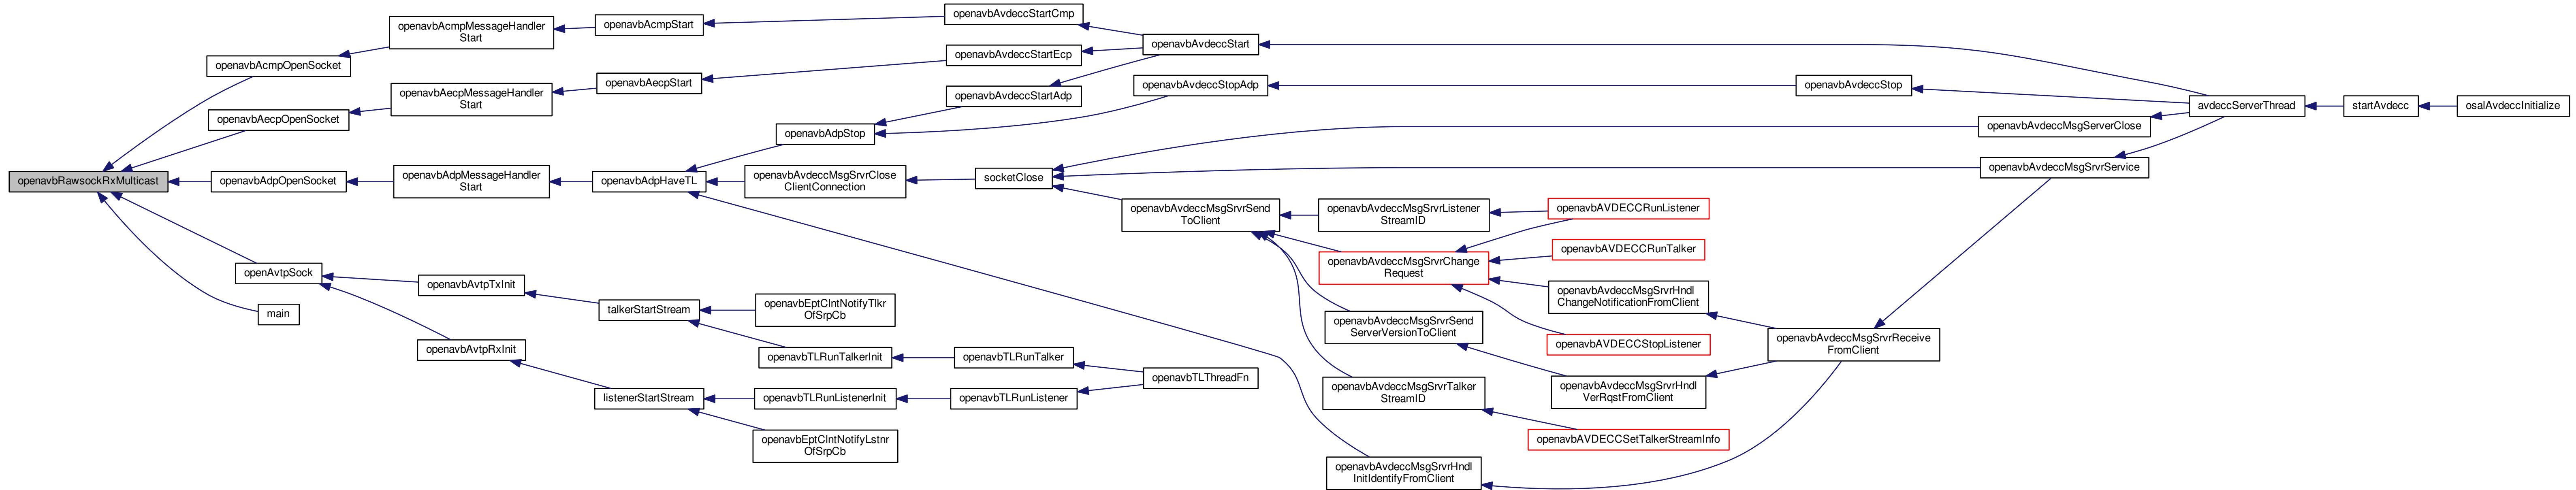 openavbRawsockRxMulticast
openavbAcmpOpenSocket
openavbAecpOpenSocket
openavbAdpOpenSocket
openAvtpSock
main
openavbAcmpMessageHandler
Start
openavbAecpMessageHandler
Start
openavbAdpMessageHandler
Start
openavbAvtpTxInit
openavbAvtpRxInit
openavbAcmpStart
openavbAecpStart
openavbAdpHaveTL
talkerStartStream
listenerStartStream
openavbAdpStop
openavbAvdeccMsgSrvrClose
ClientConnection
openavbEptClntNotifyTlkr
OfSrpCb
openavbTLRunTalkerInit
openavbTLRunListenerInit
openavbEptClntNotifyLstnr
OfSrpCb
openavbAvdeccStartCmp
openavbAvdeccStartEcp
openavbAvdeccStartAdp
socketClose
openavbTLRunTalker
openavbTLRunListener
openavbAvdeccStart
openavbAvdeccStopAdp
openavbAvdeccMsgSrvrSend
ToClient
openavbTLThreadFn
openavbAvdeccMsgSrvrListener
StreamID
openavbAvdeccMsgSrvrChange
Request
openavbAvdeccMsgSrvrSend
ServerVersionToClient
openavbAvdeccMsgSrvrTalker
StreamID
openavbAvdeccMsgSrvrHndl
InitIdentifyFromClient
openavbAVDECCRunListener
openavbAVDECCRunTalker
openavbAvdeccMsgSrvrHndl
ChangeNotificationFromClient
openavbAVDECCStopListener
openavbAvdeccMsgSrvrHndl
VerRqstFromClient
openavbAVDECCSetTalkerStreamInfo
openavbAvdeccStop
openavbAvdeccMsgSrvrReceive
FromClient
openavbAvdeccMsgServerClose
openavbAvdeccMsgSrvrService
avdeccServerThread
startAvdecc
osalAvdeccInitialize